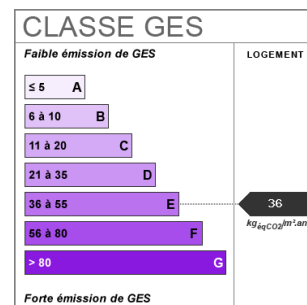 CLASSE GES
Faible émission de GES
LOGEMENT
≤ 5 A
6 à 10 B
11 à 20 C
21 à 35 D
36 à 55 E
36
kgéqCO2/m².an
56 à 80 F
> 80 G
Forte émission de GES